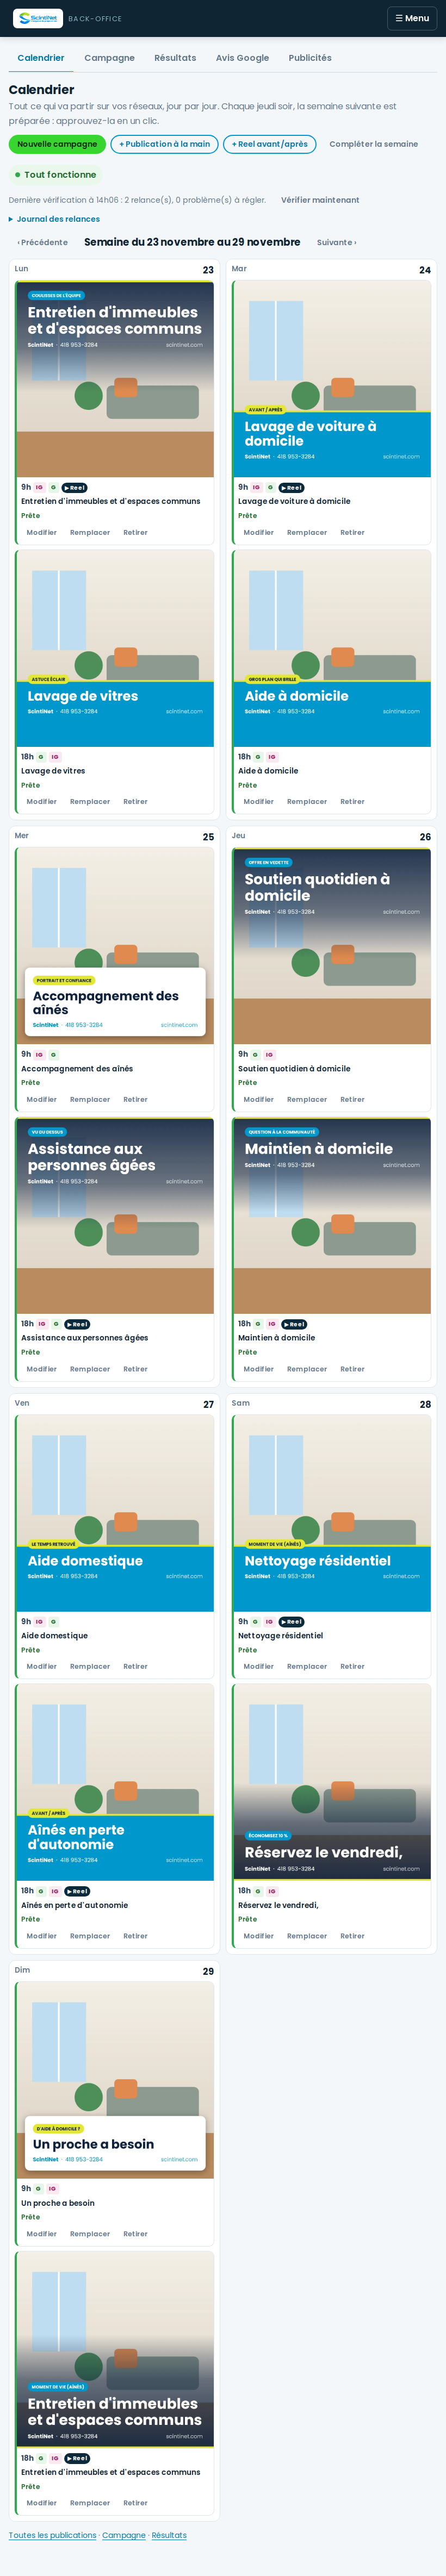 ScintiNet BACK-OFFICE ☰ Menu
Calendrier Campagne Résultats Avis Google Publicités
Calendrier
Tout ce qui va partir sur vos réseaux, jour par jour. Chaque jeudi soir, la semaine suivante est
préparée : approuvez-la en un clic.
Nouvelle campagne + Publication à la main + Reel avant/après Compléter la semaine
Tout fonctionne
Dernière vérification à 14h06 : 2 relance(s), 0 problème(s) à régler. Vérifier maintenant
▶ Journal des relances
‹ Précédente Semaine du 23 novembre au 29 novembre Suivante ›
Lun 23
COULISSES DE L'ÉQUIPE
Entretien d'immeubles
et d'espaces communs
ScintiNet · 418 953-3284 scintinet.com
9h IG G ▶ Reel
Entretien d'immeubles et d'espaces communs
Prête
Modifier Remplacer Retirer
ASTUCE ÉCLAIR
Lavage de vitres
ScintiNet · 418 953-3284 scintinet.com
18h G IG
Lavage de vitres
Prête
Modifier Remplacer Retirer
Mar 24
AVANT / APRÈS
Lavage de voiture à
domicile
ScintiNet · 418 953-3284 scintinet.com
9h IG G ▶ Reel
Lavage de voiture à domicile
Prête
Modifier Remplacer Retirer
GROS PLAN QUI BRILLE
Aide à domicile
ScintiNet · 418 953-3284 scintinet.com
18h G IG
Aide à domicile
Prête
Modifier Remplacer Retirer
Mer 25
PORTRAIT ET CONFIANCE
Accompagnement des
aînés
ScintiNet · 418 953-3284 scintinet.com
9h IG G
Accompagnement des aînés
Prête
Modifier Remplacer Retirer
VU DU DESSUS
Assistance aux
personnes âgées
ScintiNet · 418 953-3284 scintinet.com
18h IG G ▶ Reel
Assistance aux personnes âgées
Prête
Modifier Remplacer Retirer
Jeu 26
OFFRE EN VEDETTE
Soutien quotidien à
domicile
ScintiNet · 418 953-3284 scintinet.com
9h G IG
Soutien quotidien à domicile
Prête
Modifier Remplacer Retirer
QUESTION À LA COMMUNAUTÉ
Maintien à domicile
ScintiNet · 418 953-3284 scintinet.com
18h G IG ▶ Reel
Maintien à domicile
Prête
Modifier Remplacer Retirer
Ven 27
LE TEMPS RETROUVÉ
Aide domestique
ScintiNet · 418 953-3284 scintinet.com
9h IG G
Aide domestique
Prête
Modifier Remplacer Retirer
AVANT / APRÈS
Aînés en perte
d'autonomie
ScintiNet · 418 953-3284 scintinet.com
18h G IG ▶ Reel
Aînés en perte d'autonomie
Prête
Modifier Remplacer Retirer
Sam 28
MOMENT DE VIE (AÎNÉS)
Nettoyage résidentiel
ScintiNet · 418 953-3284 scintinet.com
9h G IG ▶ Reel
Nettoyage résidentiel
Prête
Modifier Remplacer Retirer
ÉCONOMISEZ 10 %
Réservez le vendredi,
ScintiNet · 418 953-3284 scintinet.com
18h G IG
Réservez le vendredi,
Prête
Modifier Remplacer Retirer
Dim 29
D'AIDE À DOMICILE ?
Un proche a besoin
ScintiNet · 418 953-3284 scintinet.com
9h G IG
Un proche a besoin
Prête
Modifier Remplacer Retirer
MOMENT DE VIE (AÎNÉS)
Entretien d'immeubles
et d'espaces communs
ScintiNet · 418 953-3284 scintinet.com
18h G IG ▶ Reel
Entretien d'immeubles et d'espaces communs
Prête
Modifier Remplacer Retirer
Toutes les publications · Campagne · Résultats